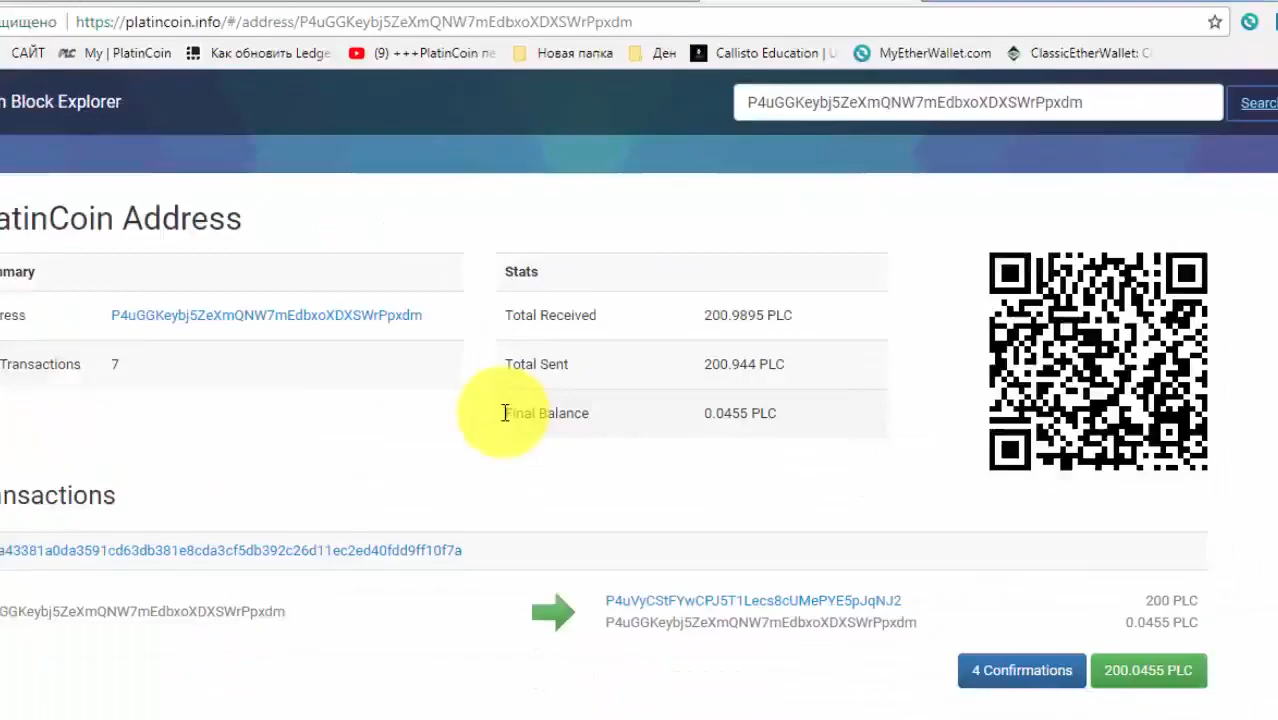 щищено https://platincoin.info/#/address/P4uGGKeybj5ZeXmQNW7mEdbxoXDXSWrPpxdm
САЙТ My | PlatinCoin Как обновить Ledge (9) +++PlatinCoin пе Новая папка Ден Callisto Education | U MyEtherWallet.com ClassicEtherWallet: C
n Block Explorer P4uGGKeybj5ZeXmQNW7mEdbxoXDXSWrPpxdm Searc
atinCoin Address
mmary Stats
ress P4uGGKeybj5ZeXmQNW7mEdbxoXDXSWrPpxdm Total Received 200.9895 PLC
Transactions 7 Total Sent 200.944 PLC
Final Balance 0.0455 PLC
nsactions
a43381a0da3591cd63db381e8cda3cf5db392c26d11ec2ed40fdd9ff10f7a
GGKeybj5ZeXmQNW7mEdbxoXDXSWrPpxdm P4uVyCStFYwCPJ5T1Lecs8cUMePYE5pJqNJ2 200 PLC
P4uGGKeybj5ZeXmQNW7mEdbxoXDXSWrPpxdm 0.0455 PLC
4 Confirmations 200.0455 PLC